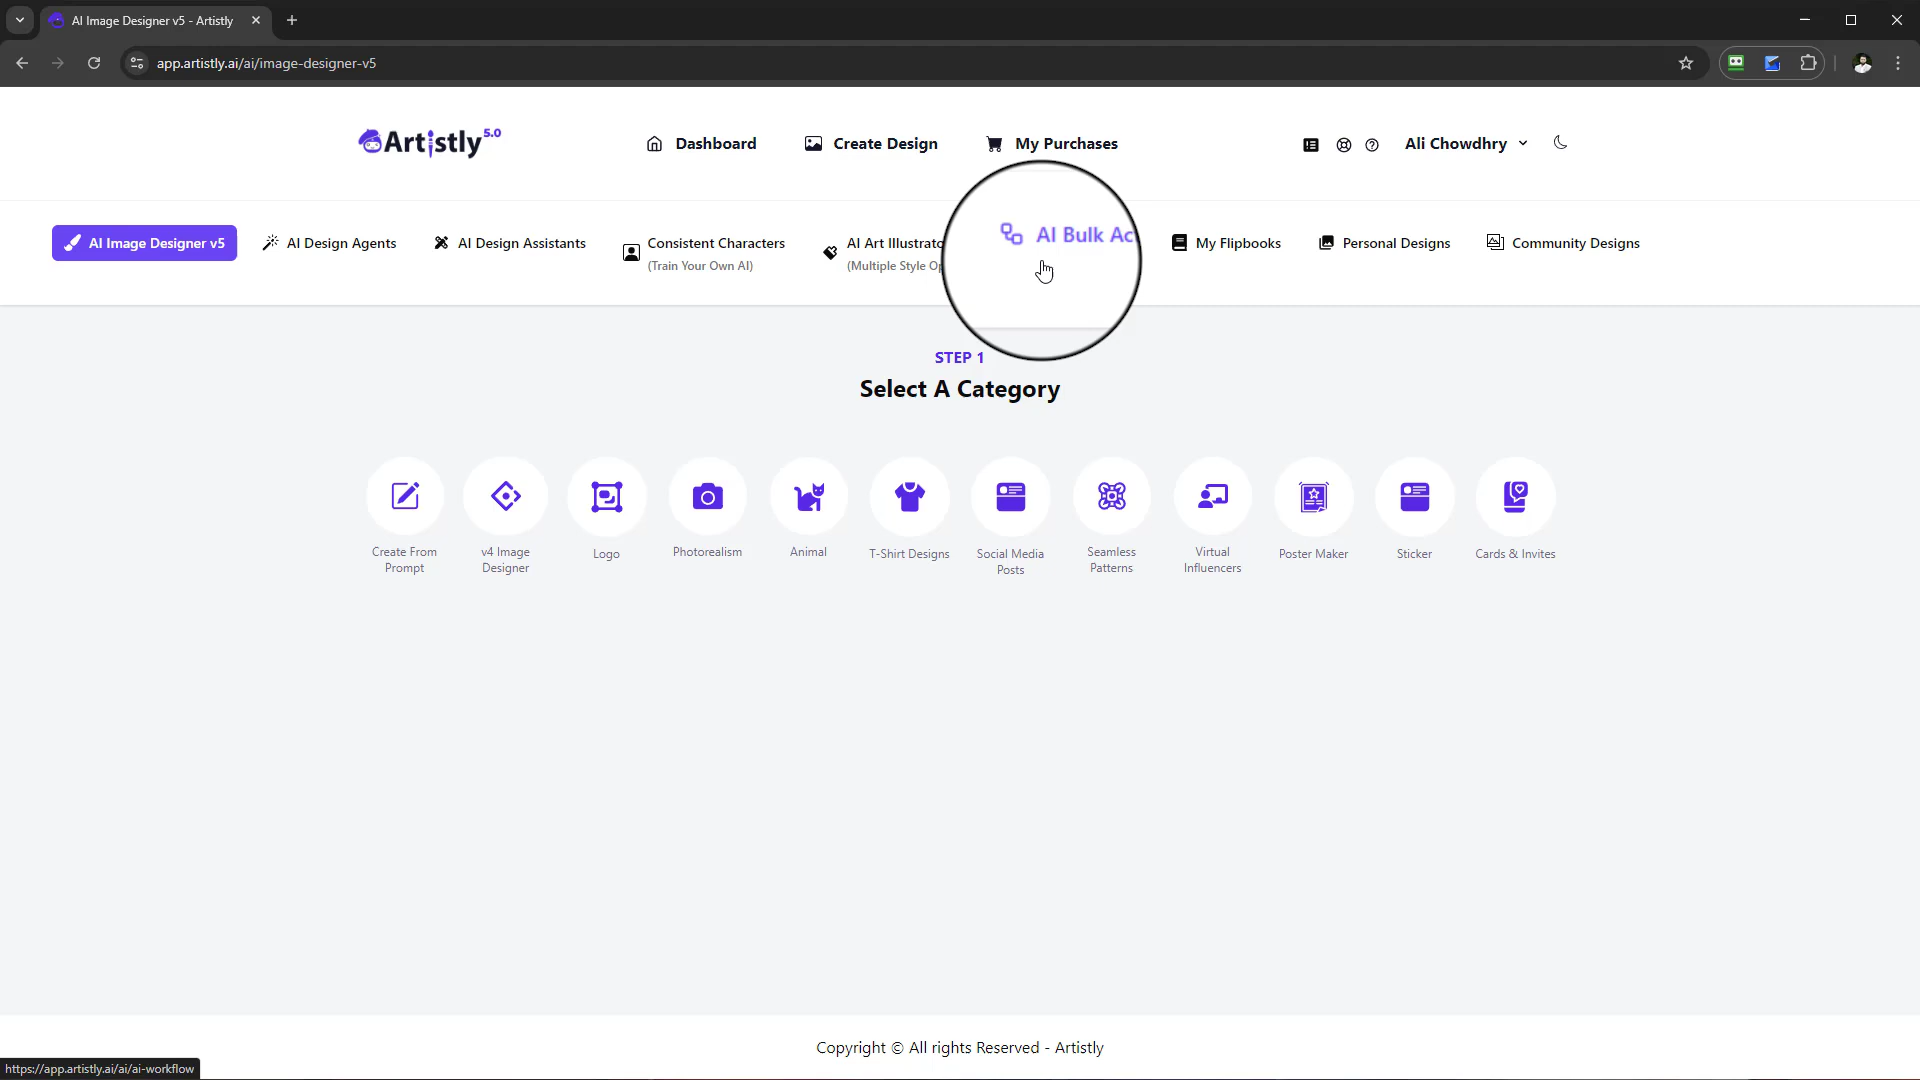 AI Image Designer v5 - Artistly
app.artistly.ai/ai/image-designer-v5
Artistly 5.0
Dashboard
Create Design
My Purchases
Ali Chowdhry
AI Image Designer v5
AI Design Agents
AI Design Assistants
Consistent Characters
(Train Your Own AI)
AI Art Illustrato
(Multiple Style Op
AI Bulk Ac
My Flipbooks
Personal Designs
Community Designs
STEP 1
Select A Category
Create From
Prompt
v4 Image
Designer
Logo
Photorealism
Animal
T-Shirt Designs
Social Media
Posts
Seamless
Patterns
Virtual
Influencers
Poster Maker
Sticker
Cards & Invites
Copyright © All rights Reserved - Artistly
https://app.artistly.ai/ai/ai-workflow